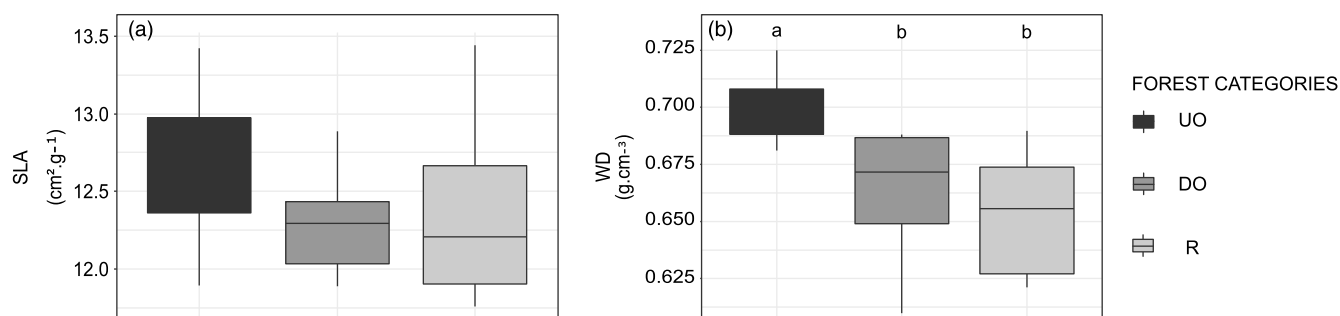 (a)
SLA
(cm².g⁻¹)
13.5
13.0
12.5
12.0
(b)
a
b
b
WD
(g.cm⁻³)
0.725
0.700
0.675
0.650
0.625
FOREST CATEGORIES
UO
DO
R